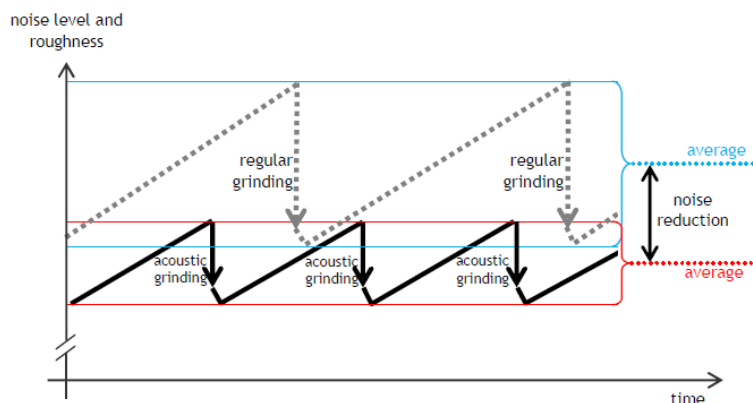 noise level and
roughness
regular
grinding
regular
grinding
average
noise
reduction
acoustic
grinding
acoustic
grinding
acoustic
grinding
average
time